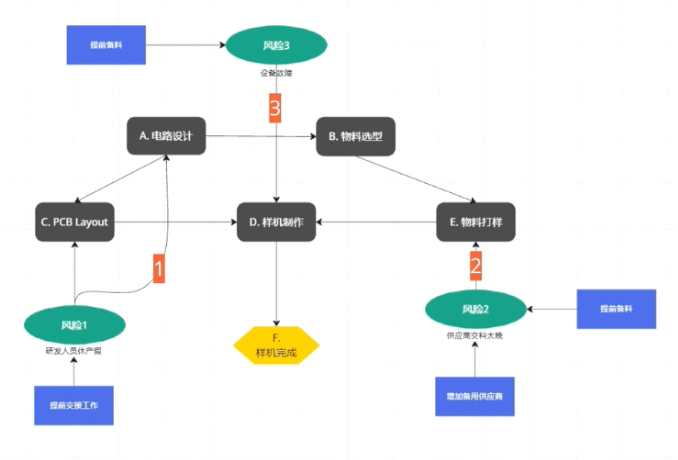 提前备料
风险3
设备故障
3
A. 电路设计
B. 物料选型
C. PCB Layout
D. 样机制作
E. 物料打样
1
2
风险1
研发人员休产假
风险2
供应商交料太晚
提前备料
F.
样机完成
提前交接工作
增加备用供应商